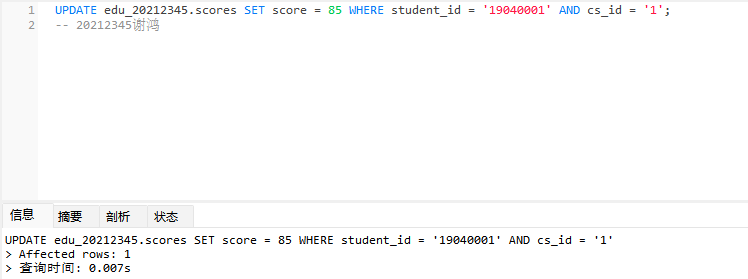 1 UPDATE edu_20212345.scores SET score = 85 WHERE student_id = '19040001' AND cs_id = '1';
2 -- 20212345谢鸿
信息 摘要 剖析 状态
UPDATE edu_20212345.scores SET score = 85 WHERE student_id = '19040001' AND cs_id = '1'
> Affected rows: 1
> 查询时间: 0.007s